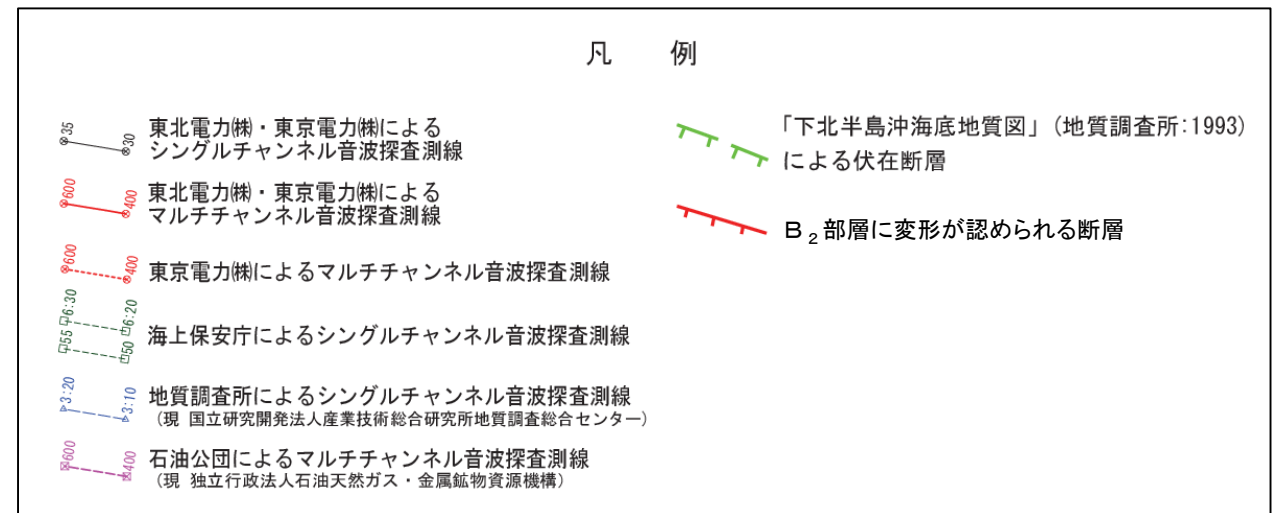 凡 例
35 30 東北電力㈱・東京電力㈱による
シングルチャンネル音波探査測線
600 400 東北電力㈱・東京電力㈱による
マルチチャンネル音波探査測線
600 400 東京電力㈱によるマルチチャンネル音波探査測線
6:30 6:20
55 50 海上保安庁によるシングルチャンネル音波探査測線
3:20 3:10 地質調査所によるシングルチャンネル音波探査測線
(現 国立研究開発法人産業技術総合研究所地質調査総合センター)
600 400 石油公団によるマルチチャンネル音波探査測線
(現 独立行政法人石油天然ガス・金属鉱物資源機構)
「下北半島沖海底地質図」(地質調査所:1993)
による伏在断層
B₂部層に変形が認められる断層